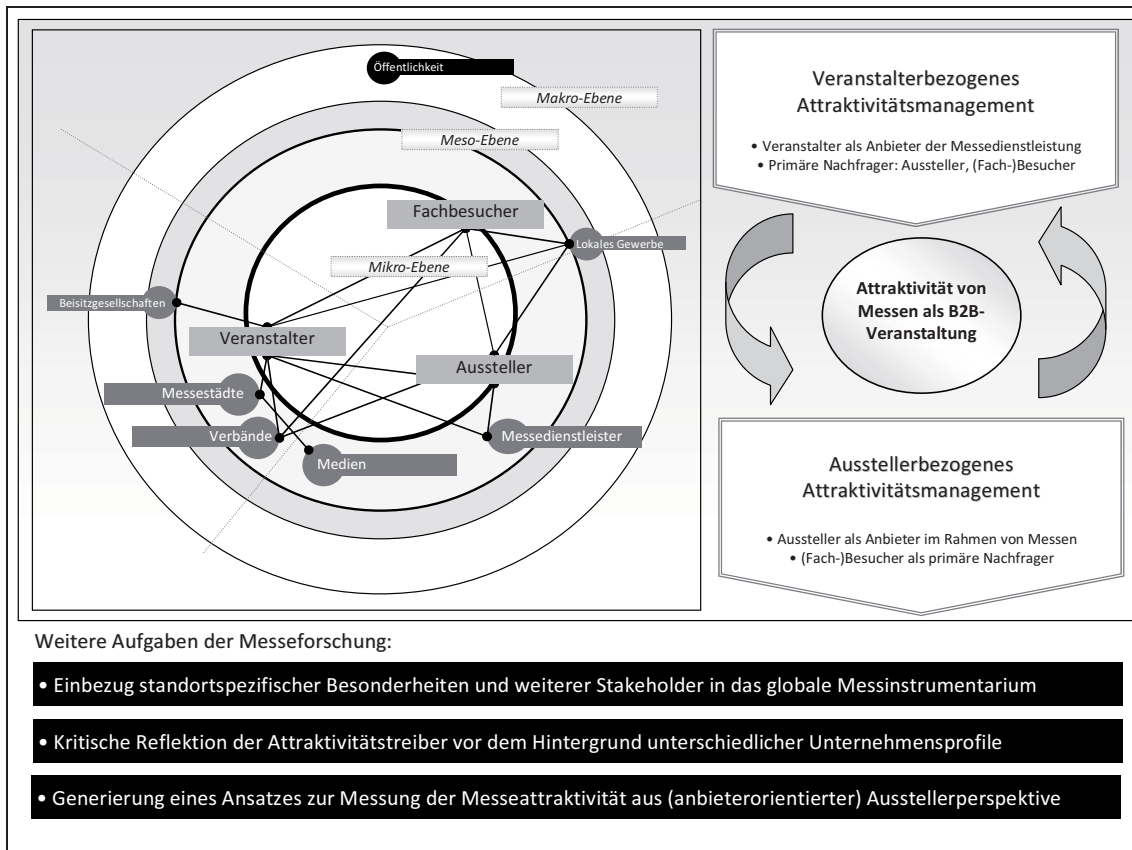 Öffentlichkeit
Makro-Ebene
Meso-Ebene
Fachbesucher
Lokales Gewerbe
Mikro-Ebene
Beisitzgesellschaften
Veranstalter
Aussteller
Messestädte
Verbände
Messedienstleister
Medien
Veranstalterbezogenes
Attraktivitätsmanagement
• Veranstalter als Anbieter der Messedienstleistung
• Primäre Nachfrager: Aussteller, (Fach-)Besucher
Attraktivität von
Messen als B2B-
Veranstaltung
Ausstellerbezogenes
Attraktivitätsmanagement
• Aussteller als Anbieter im Rahmen von Messen
• (Fach-)Besucher als primäre Nachfrager
Weitere Aufgaben der Messeforschung:
• Einbezug standortspezifischer Besonderheiten und weiterer Stakeholder in das globale Messinstrumentarium
• Kritische Reflektion der Attraktivitätstreiber vor dem Hintergrund unterschiedlicher Unternehmensprofile
• Generierung eines Ansatzes zur Messung der Messeattraktivität aus (anbieterorientierter) Ausstellerperspektive